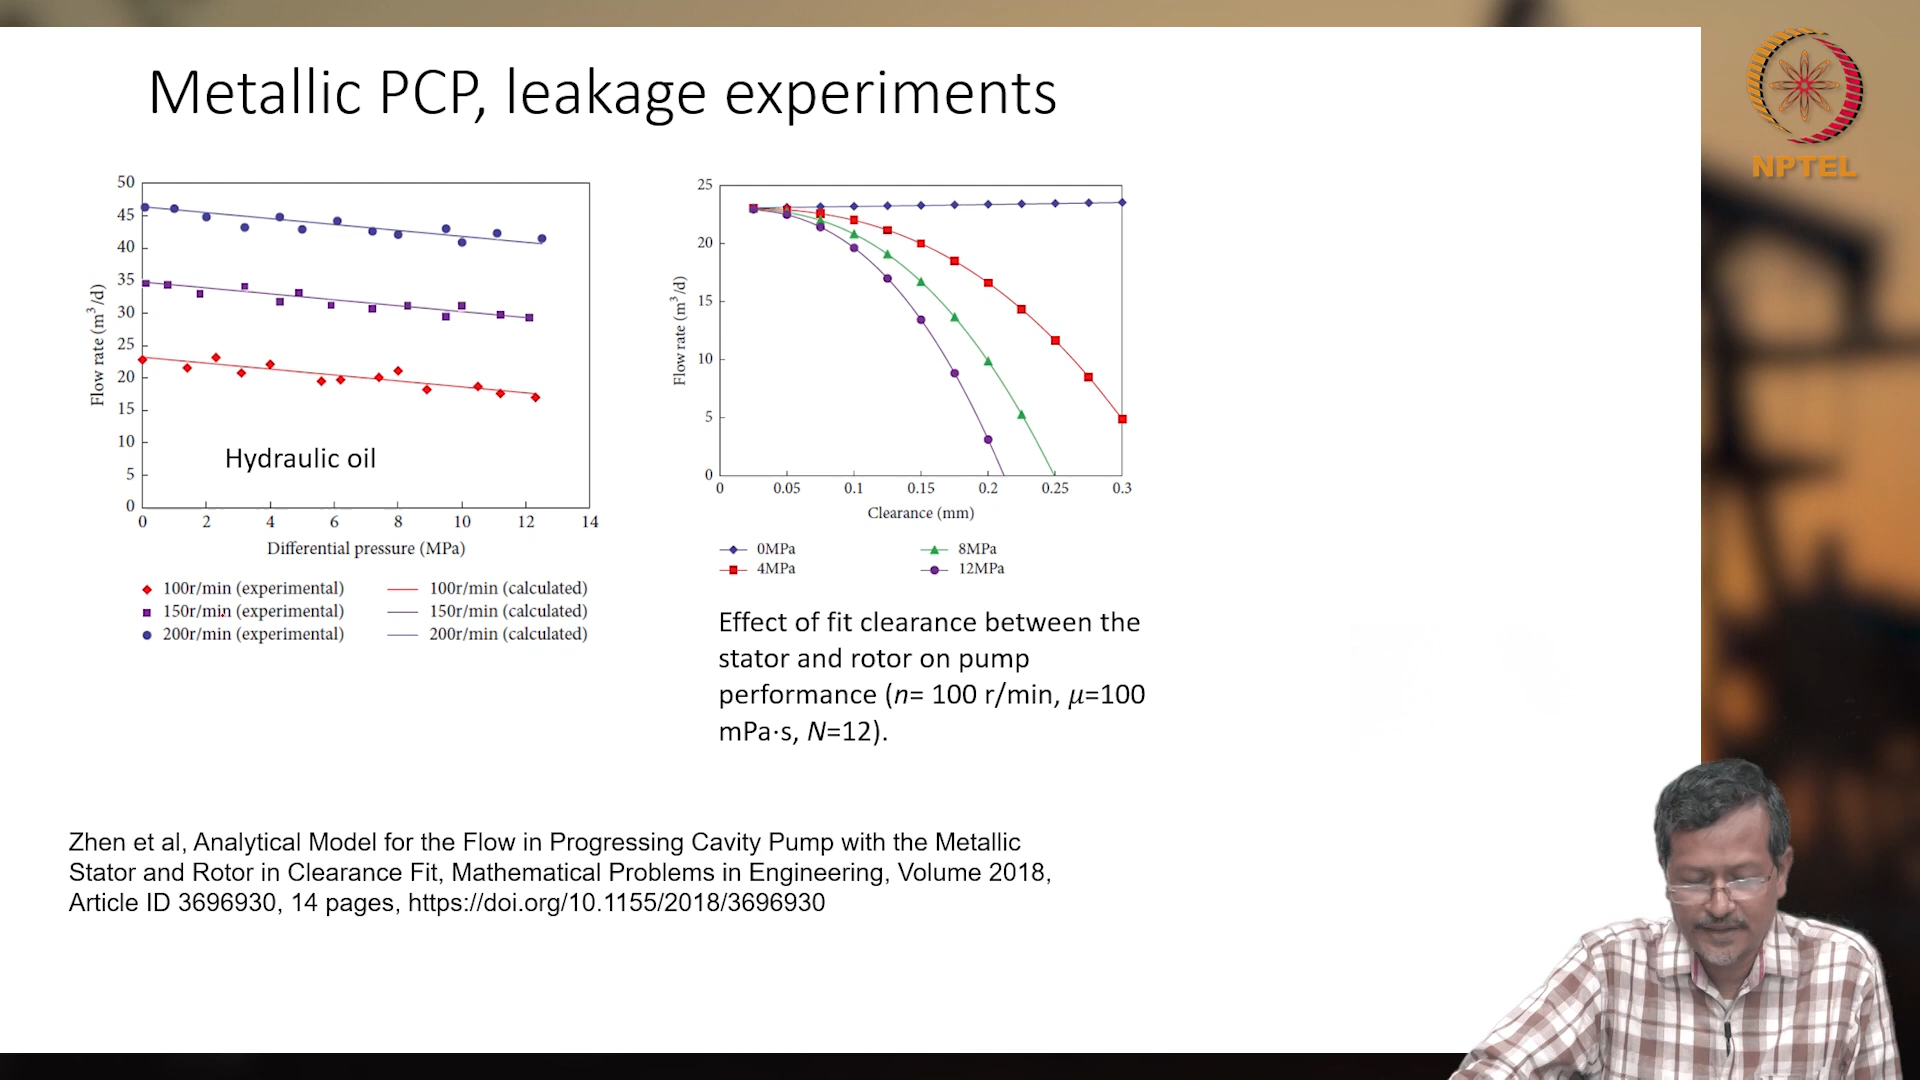 Metallic PCP, leakage experiments
NPTEL
50
45
40
35
30
25
20
15
10
5
0
Flow rate (m³/d)
Hydraulic oil
0 2 4 6 8 10 12 14
Differential pressure (MPa)
100r/min (experimental) 100r/min (calculated)
150r/min (experimental) 150r/min (calculated)
200r/min (experimental) 200r/min (calculated)
25
20
15
10
5
0
Flow rate (m³/d)
0 0.05 0.1 0.15 0.2 0.25 0.3
Clearance (mm)
0MPa 8MPa
4MPa 12MPa
Effect of fit clearance between the
stator and rotor on pump
performance (n= 100 r/min, μ=100
mPa·s, N=12).
Zhen et al, Analytical Model for the Flow in Progressing Cavity Pump with the Metallic
Stator and Rotor in Clearance Fit, Mathematical Problems in Engineering, Volume 2018,
Article ID 3696930, 14 pages, https://doi.org/10.1155/2018/3696930